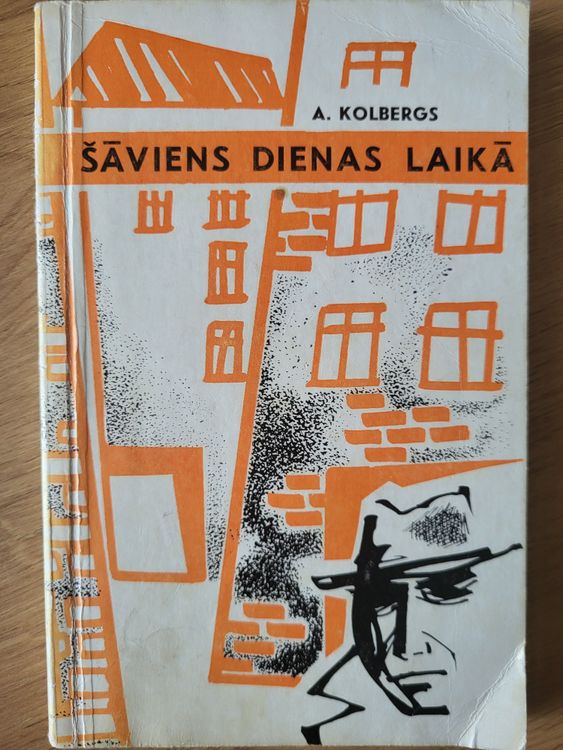 A. KOLBERGS
ŠĀVIENS DIENAS LAIKĀ